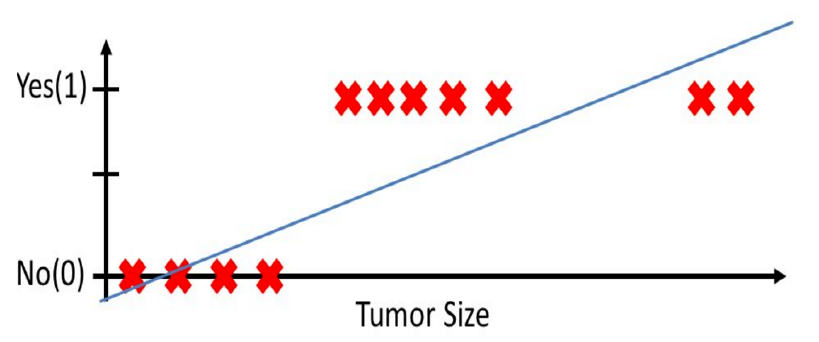 Yes(1)
No(0)
Tumor Size